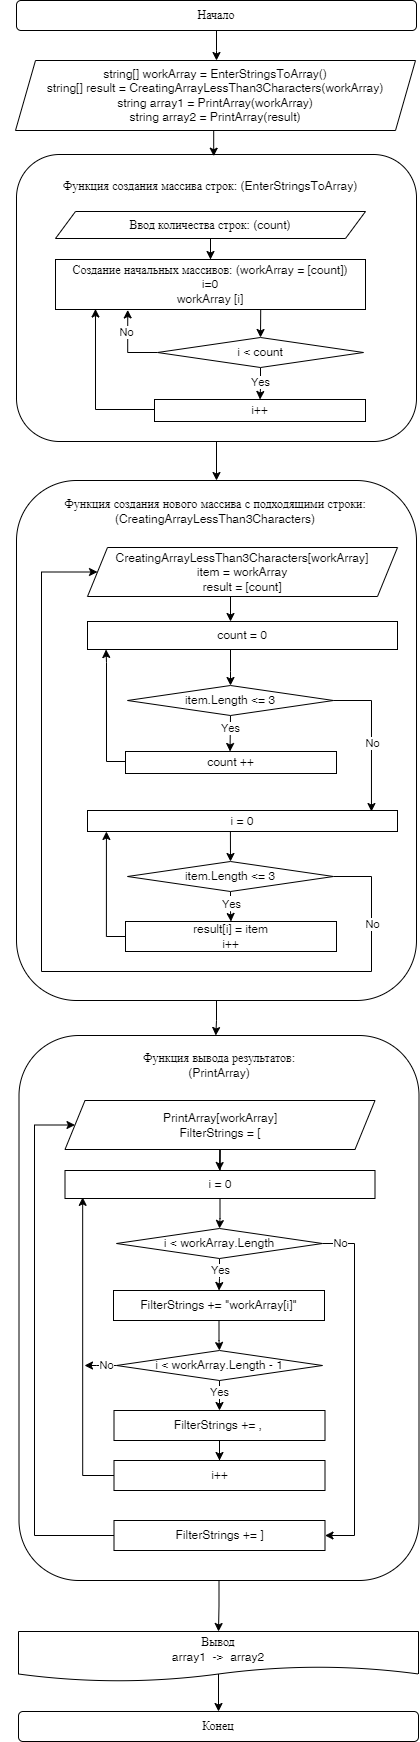 Начало
string[] workArray = EnterStringsToArray()
string[] result = CreatingArrayLessThan3Characters(workArray)
string array1 = PrintArray(workArray)
string array2 = PrintArray(result)
Функция создания массива строк: (EnterStringsToArray)
Ввод количества строк: (count)
Создание начальных массивов: (workArray = [count])
i=0
workArray [i]
No
i < count
Yes
i++
Функция создания нового массива с подходящими строки:
(CreatingArrayLessThan3Characters)
CreatingArrayLessThan3Characters[workArray]
item = workArray
result = [count]
count = 0
item.Length <= 3
Yes
No
count ++
i = 0
item.Length <= 3
Yes
No
result[i] = item
i++
Функция вывода результатов:
(PrintArray)
PrintArray[workArray]
FilterStrings = [
i = 0
i < workArray.Length
No
Yes
FilterStrings += "workArray[i]"
No
i < workArray.Length - 1
Yes
FilterStrings += ,
i++
FilterStrings += ]
Вывод
array1 -> array2
Конец